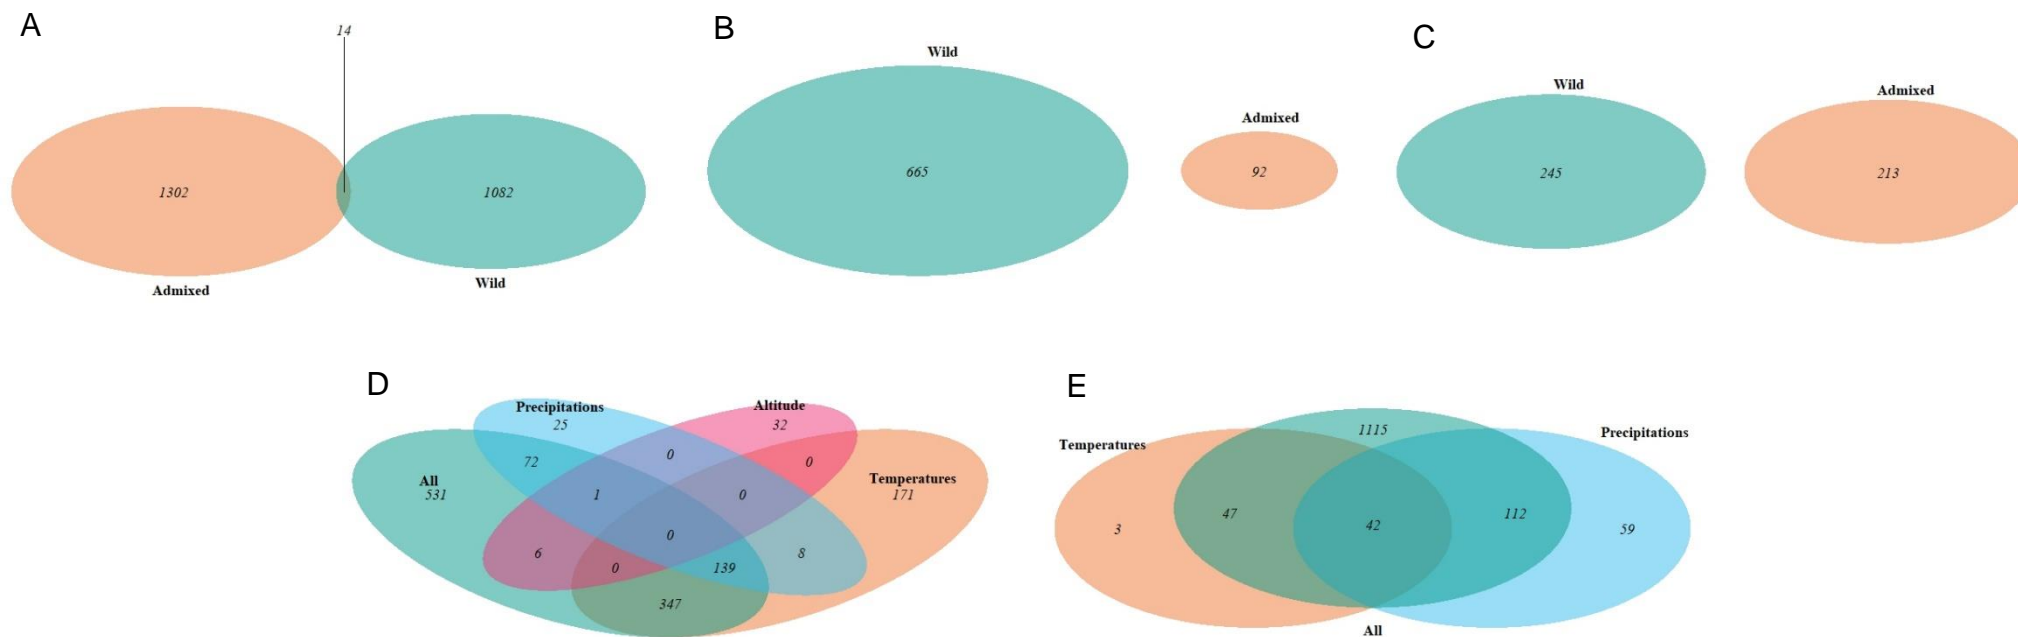 A
14
1302
1082
Admixed
Wild
B
Wild
665
Admixed
92
C
Wild
245
Admixed
213
D
Precipitations
25
Altitude
32
0
0
72
All
531
Temperatures
171
1
0
0
6
0
139
8
347
E
1115
Temperatures
Precipitations
3
47
42
112
59
All